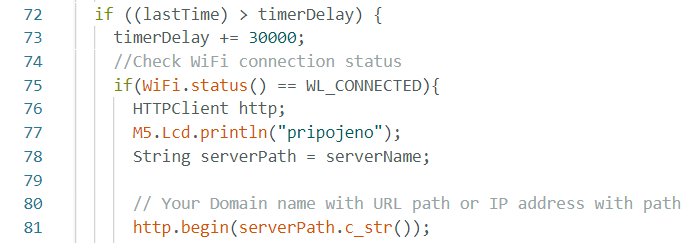 72 if ((lastTime) > timerDelay) {
73 timerDelay += 30000;
74 //Check WiFi connection status
75 if(WiFi.status() == WL_CONNECTED){
76 HTTPClient http;
77 M5.Lcd.println("pripojeno");
78 String serverPath = serverName;
79
80 // Your Domain name with URL path or IP address with path
81 http.begin(serverPath.c_str());